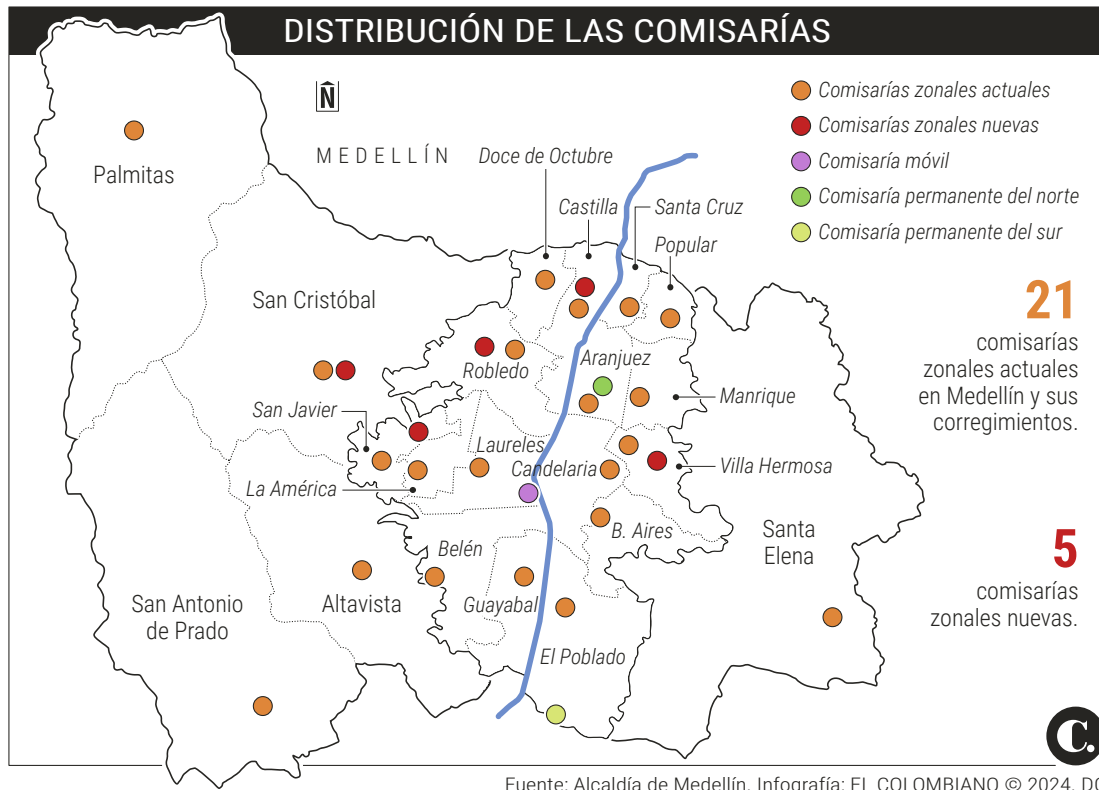 DISTRIBUCIÓN DE LAS COMISARÍAS
N
MEDELLÍN
Comisarías zonales actuales
Comisarías zonales nuevas
Comisaría móvil
Comisaría permanente del norte
Comisaría permanente del sur
Doce de Octubre
Castilla
Santa Cruz
Popular
Palmitas
San Cristóbal
Robledo
Aranjuez
Manrique
San Javier
Laureles
Candelaria
Villa Hermosa
La América
B. Aires
Belén
Santa
Elena
San Antonio
de Prado
Altavista
Guayabal
El Poblado
21
comisarías
zonales actuales
en Medellín y sus
corregimientos.
5
comisarías
zonales nuevas.
C.
Fuente: Alcaldía de Medellín. Infografía: EL COLOMBIANO © 2024. DC